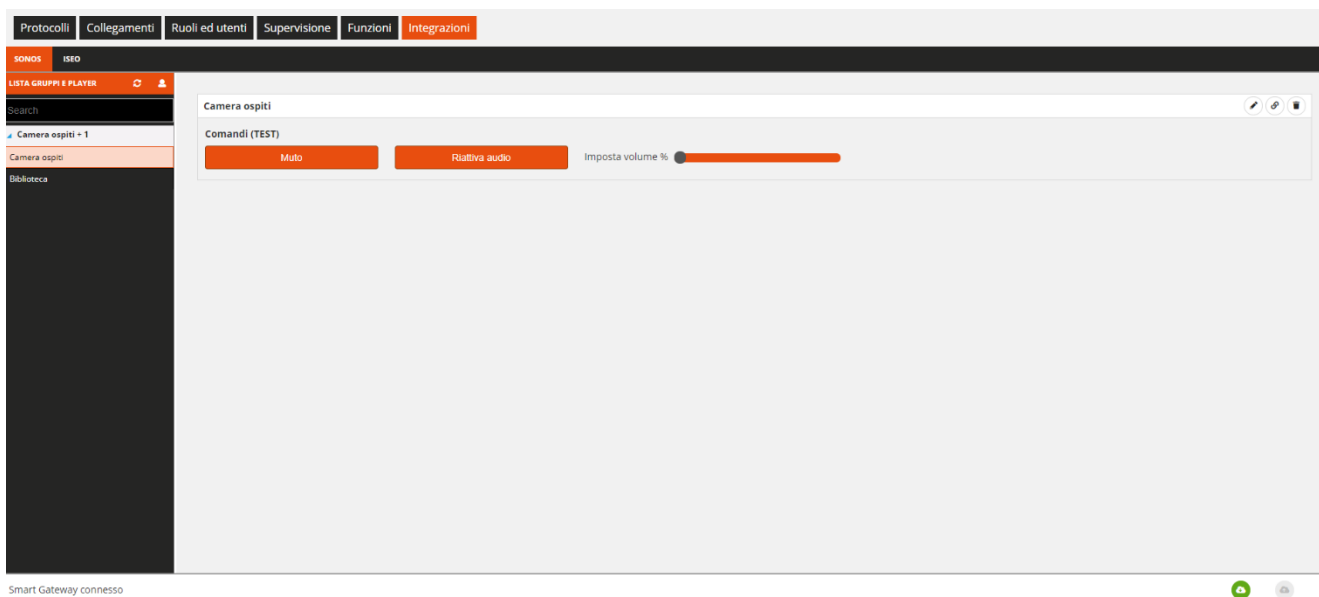 Protocolli Collegamenti Ruoli ed utenti Supervisione Funzioni Integrazioni
SONOS ISEO
LISTA GRUPPI E PLAYER
Search
Camera ospiti + 1
Camera ospiti
Biblioteca
Camera ospiti
Comandi (TEST)
Muto Riattiva audio Imposta volume %
Smart Gateway connesso